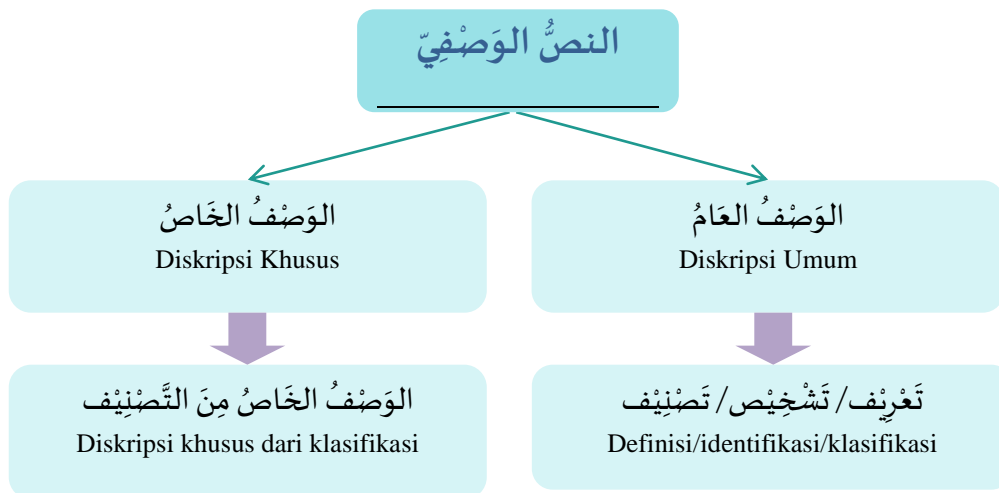 النصُّ الوَصْفِيّ
الوَصْفُ العَامُ
Diskripsi Umum
الوَصْفُ الخَاصُ
Diskripsi Khusus
تَعْرِيْف/ تَشْخِيْص/ تَصْنِيْف
Definisi/identifikasi/klasifikasi
الوَصْفُ الخَاصُ مِنَ التَّصْنِيْف
Diskripsi khusus dari klasifikasi